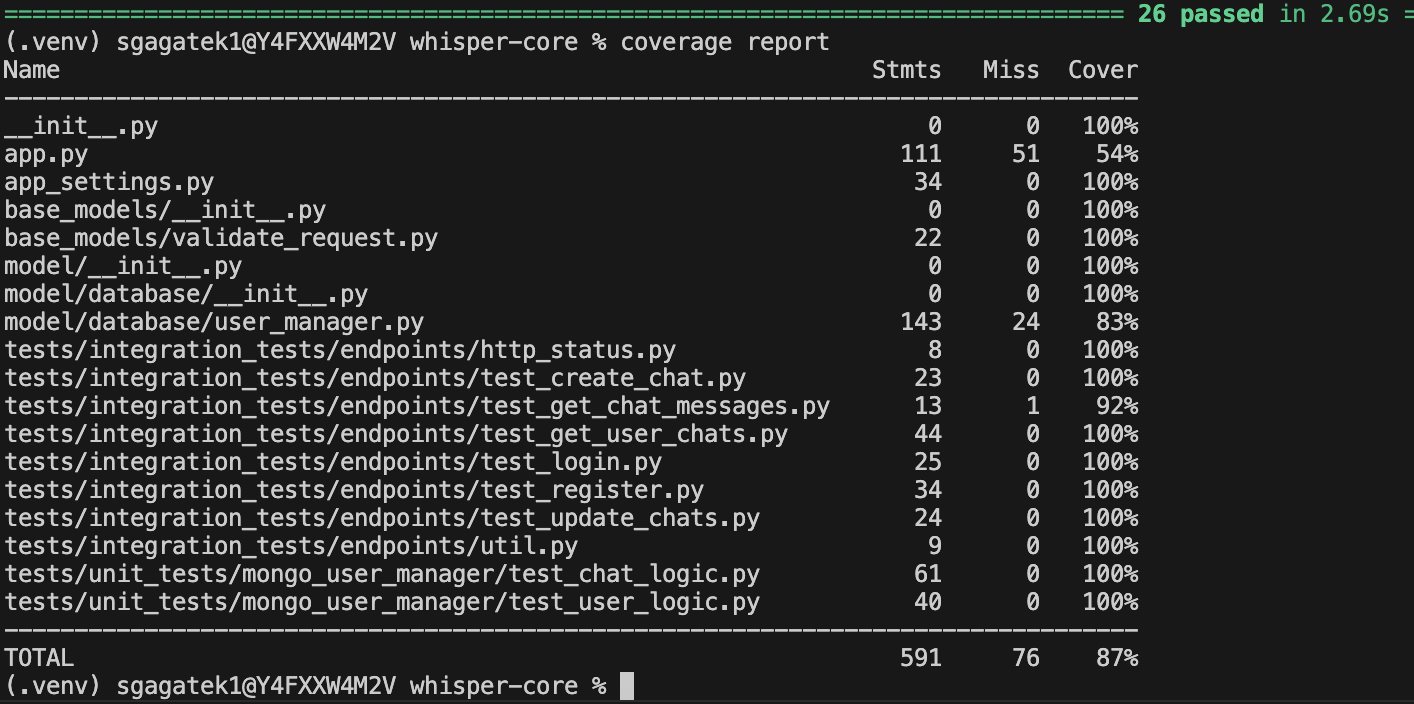 ================================================================================ 26 passed in 2.69s =
(.venv) sgagatek1@Y4FXXW4M2V whisper-core % coverage report
Name                                                          Stmts   Miss  Cover
---------------------------------------------------------------------------------
__init__.py                                                       0      0   100%
app.py                                                          111     51    54%
app_settings.py                                                  34      0   100%
base_models/__init__.py                                           0      0   100%
base_models/validate_request.py                                  22      0   100%
model/__init__.py                                                 0      0   100%
model/database/__init__.py                                        0      0   100%
model/database/user_manager.py                                  143     24    83%
tests/integration_tests/endpoints/http_status.py                  8      0   100%
tests/integration_tests/endpoints/test_create_chat.py            23      0   100%
tests/integration_tests/endpoints/test_get_chat_messages.py      13      1    92%
tests/integration_tests/endpoints/test_get_user_chats.py         44      0   100%
tests/integration_tests/endpoints/test_login.py                  25      0   100%
tests/integration_tests/endpoints/test_register.py               34      0   100%
tests/integration_tests/endpoints/test_update_chats.py           24      0   100%
tests/integration_tests/endpoints/util.py                         9      0   100%
tests/unit_tests/mongo_user_manager/test_chat_logic.py           61      0   100%
tests/unit_tests/mongo_user_manager/test_user_logic.py           40      0   100%
---------------------------------------------------------------------------------
TOTAL                                                           591     76    87%
(.venv) sgagatek1@Y4FXXW4M2V whisper-core %